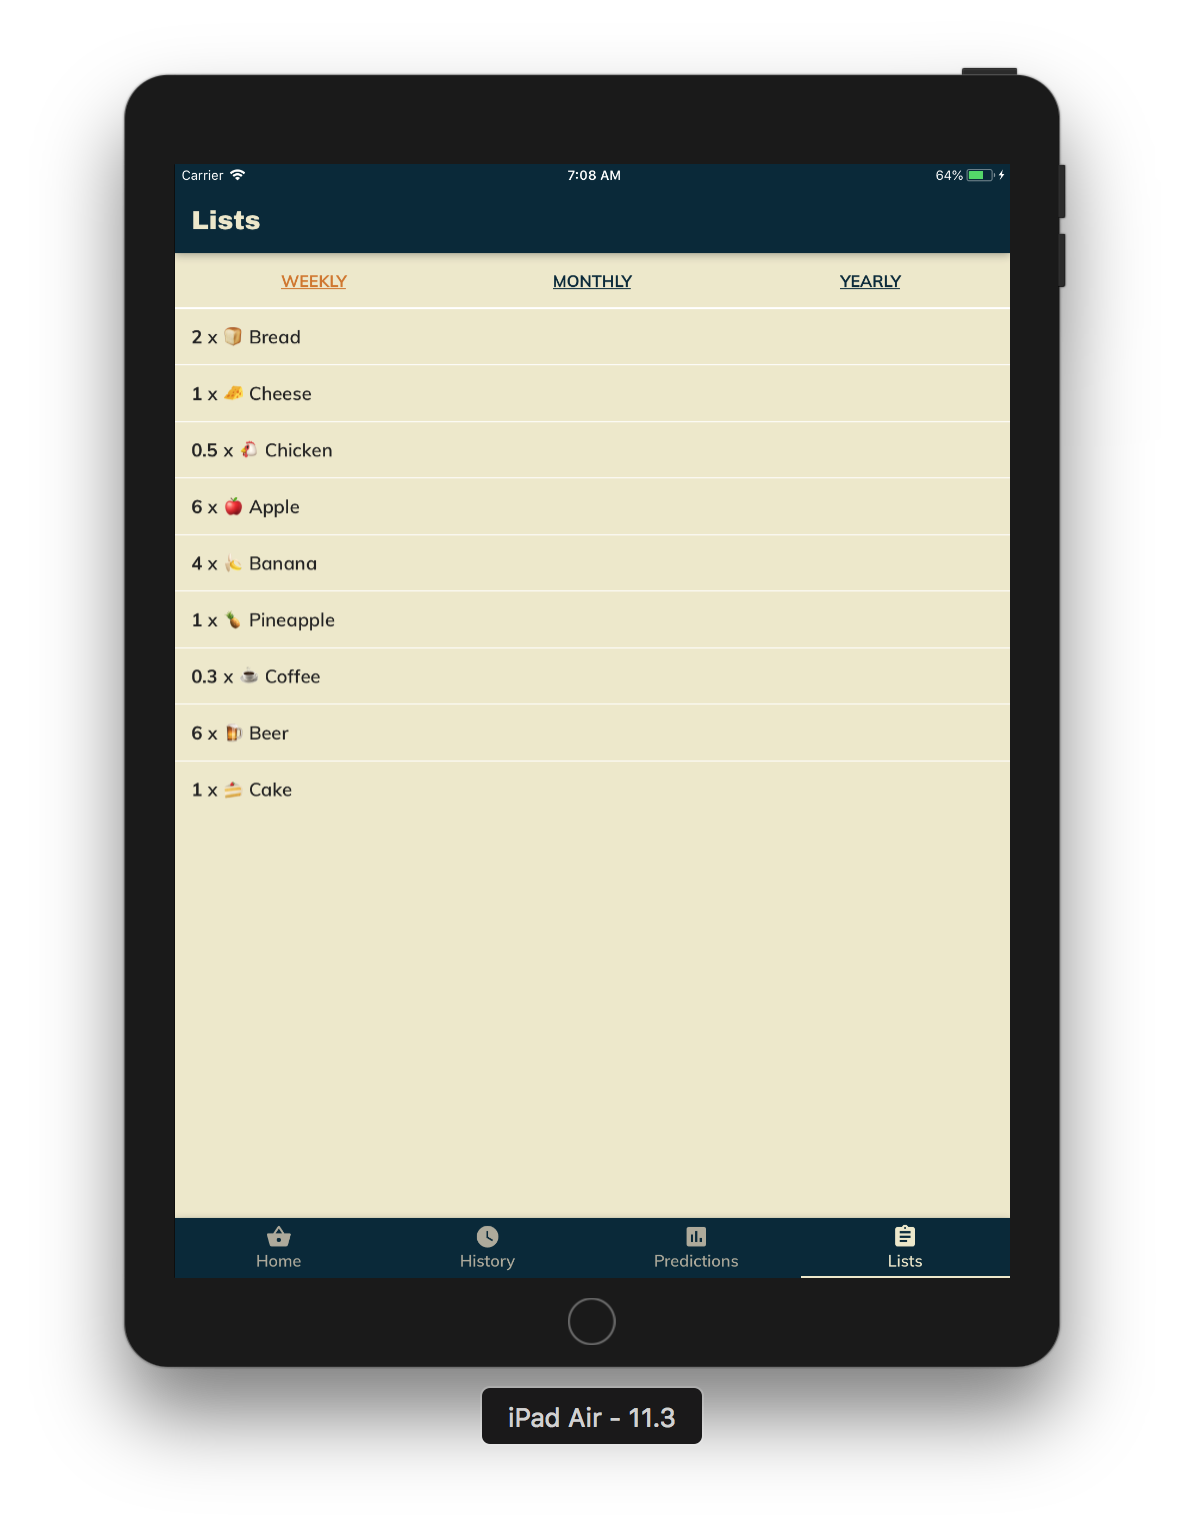 Carrier 7:08 AM 64%
Lists
WEEKLY MONTHLY YEARLY
2 x 🍞 Bread
1 x 🧀 Cheese
0.5 x 🐔 Chicken
6 x 🍎 Apple
4 x 🍌 Banana
1 x 🍍 Pineapple
0.3 x ☕ Coffee
6 x 🍺 Beer
1 x 🍰 Cake
Home History Predictions Lists
iPad Air - 11.3